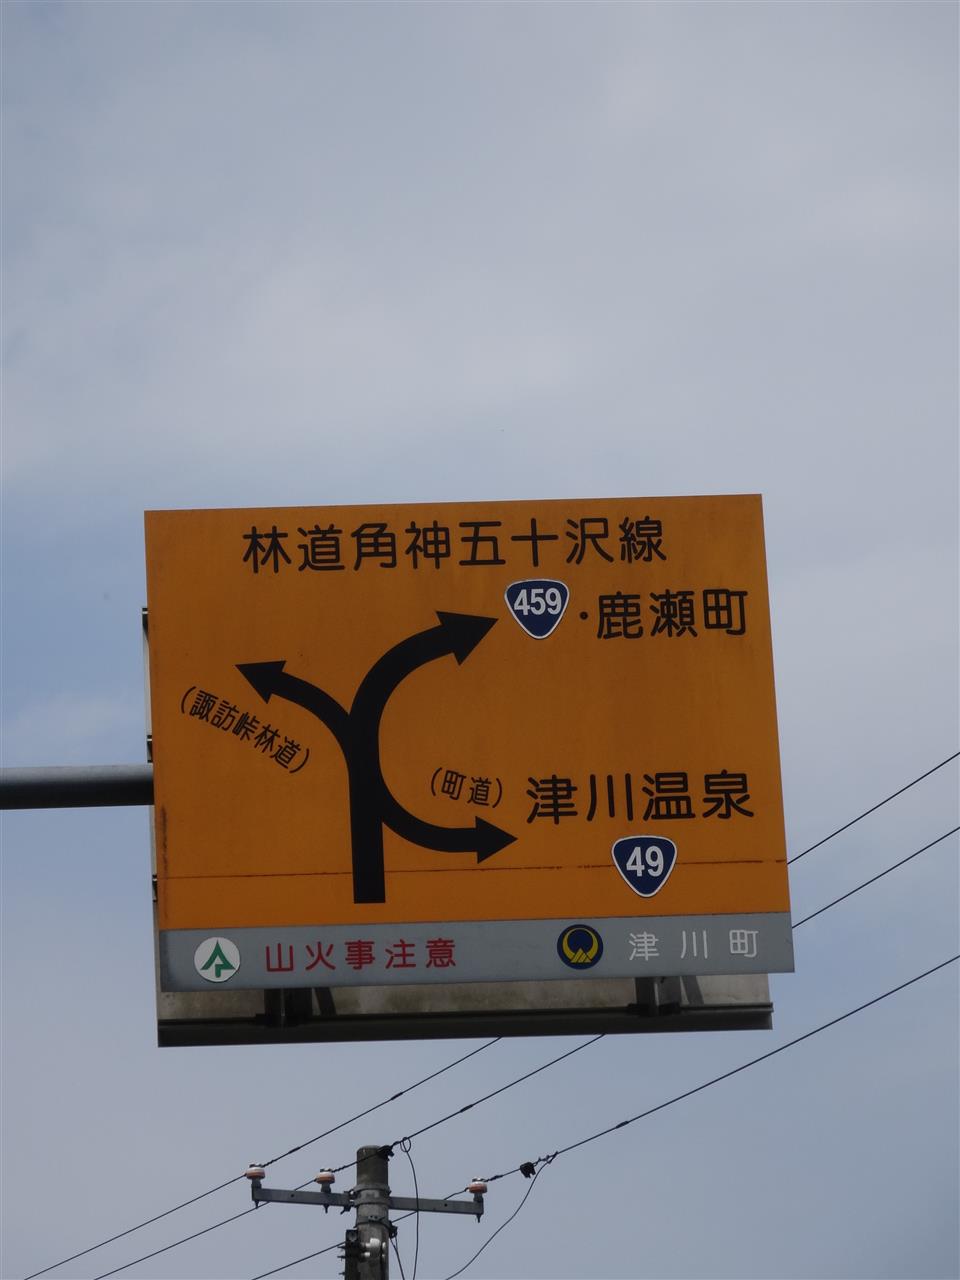 林道角神五十沢線
459・鹿瀬町
(諏訪峠林道)
(町道) 津川温泉
49
山火事注意 津川町